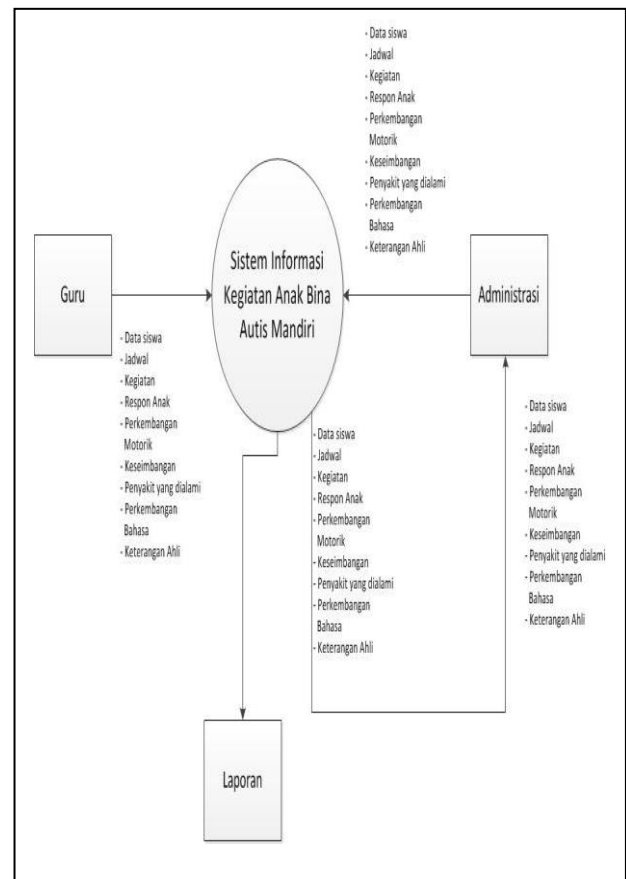 - Data siswa
- Jadwal
- Kegiatan
- Respon Anak
- Perkembangan
Motorik
- Keseimbangan
- Penyakit yang dialami
- Perkembangan
Bahasa
- Keterangan Ahli
Guru
Sistem Informasi
Kegiatan Anak Bina
Autis Mandiri
Administrasi
- Data siswa
- Jadwal
- Kegiatan
- Respon Anak
- Perkembangan
Motorik
- Keseimbangan
- Penyakit yang dialami
- Perkembangan
Bahasa
- Keterangan Ahli
- Data siswa
- Jadwal
- Kegiatan
- Respon Anak
- Perkembangan
Motorik
- Keseimbangan
- Penyakit yang dialami
- Perkembangan
Bahasa
- Keterangan Ahli
- Data siswa
- Jadwal
- Kegiatan
- Respon Anak
- Perkembangan
Motorik
- Keseimbangan
- Penyakit yang dialami
- Perkembangan
Bahasa
- Keterangan Ahli
Laporan